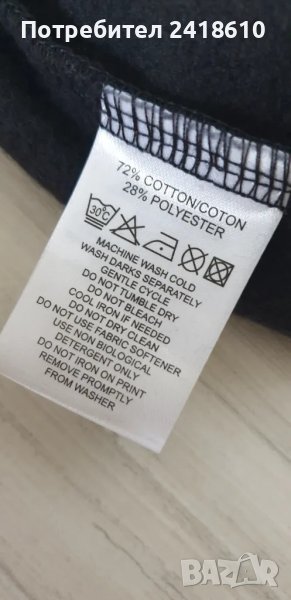 Потребител 2418610
72% COTTON/COTON
28% POLYESTER
30°C
MACHINE WASH COLD
WASH DARKS SEPARATELY
GENTLE CYCLE
DO NOT TUMBLE DRY
DO NOT BLEACH
COOL IRON IF NEEDED
DO NOT DRY CLEAN
DO NOT USE FABRIC SOFTENER
USE NON BIOLOGICAL
DETERGENT ONLY
DO NOT IRON ON PRINT
REMOVE PROMPTLY
FROM WASHER
BAZAR